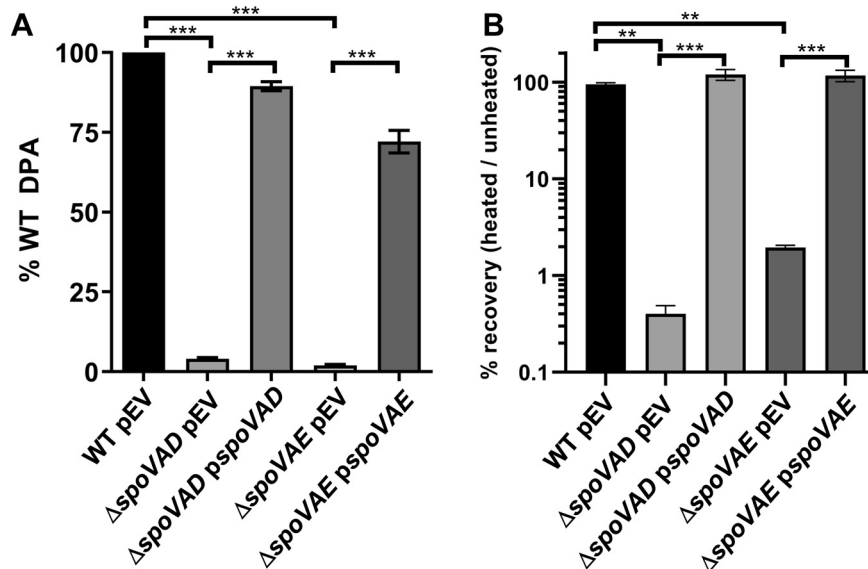 A
***
***
***
***
% WT DPA
100
75
50
25
0
WT pEV
ΔspoVAD pEV
ΔspoVAD pspoVAD
ΔspoVAE pEV
ΔspoVAE pspoVAE
B
**
**
***
***
% recovery (heated / unheated)
100
10
1
0.1
WT pEV
ΔspoVAD pEV
ΔspoVAD pspoVAD
ΔspoVAE pEV
ΔspoVAE pspoVAE